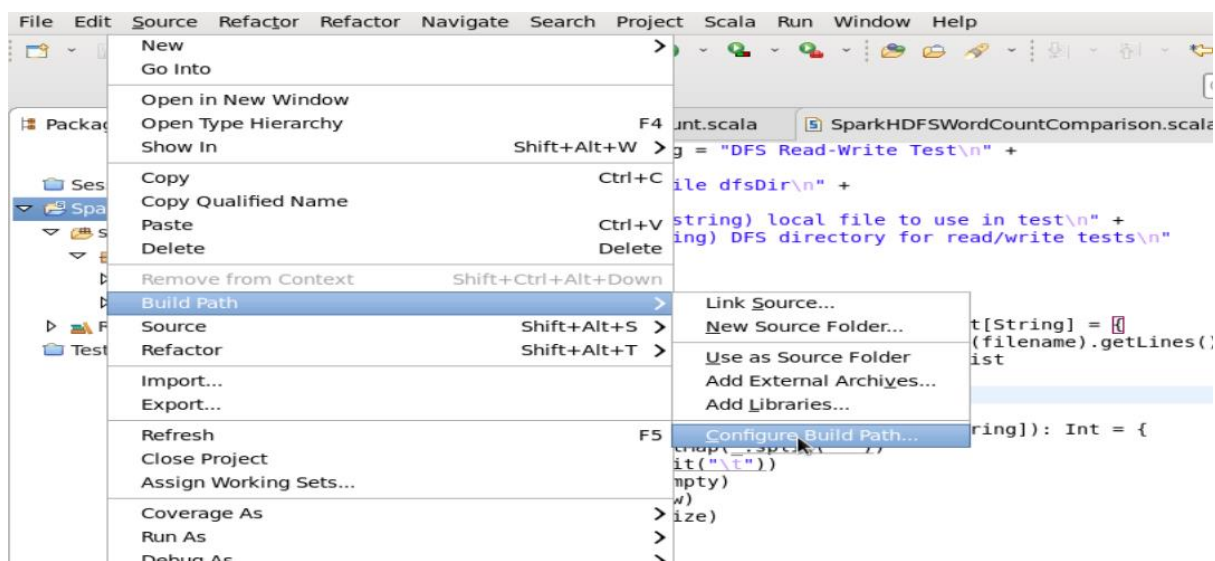 File Edit Source Refactor Refactor Navigate Search Project Scala Run Window Help
New
Go Into
Open in New Window
Open Type Hierarchy F4
Show In Shift+Alt+W
Copy Ctrl+C
Copy Qualified Name
Paste Ctrl+V
Delete Delete
Remove from Context Shift+Ctrl+Alt+Down
Build Path
Source Shift+Alt+S
Refactor Shift+Alt+T
Import...
Export...
Refresh F5
Close Project
Assign Working Sets...
Coverage As
Run As
Debug As
Link Source...
New Source Folder...
Use as Source Folder
Add External Archives...
Add Libraries...
Configure Build Path...
Packag
Ses
Spa
s
F
Test
unt.scala SparkHDFSWordCountComparison.scala
g = "DFS Read-Write Test\n" +
ile dfsDir\n" +
string) local file to use in test\n" +
ing) DFS directory for read/write tests\n"
t[String] = {
(filename).getLines()
ist
ring]): Int = {
it("\t"))
mpty)
w)
ize)